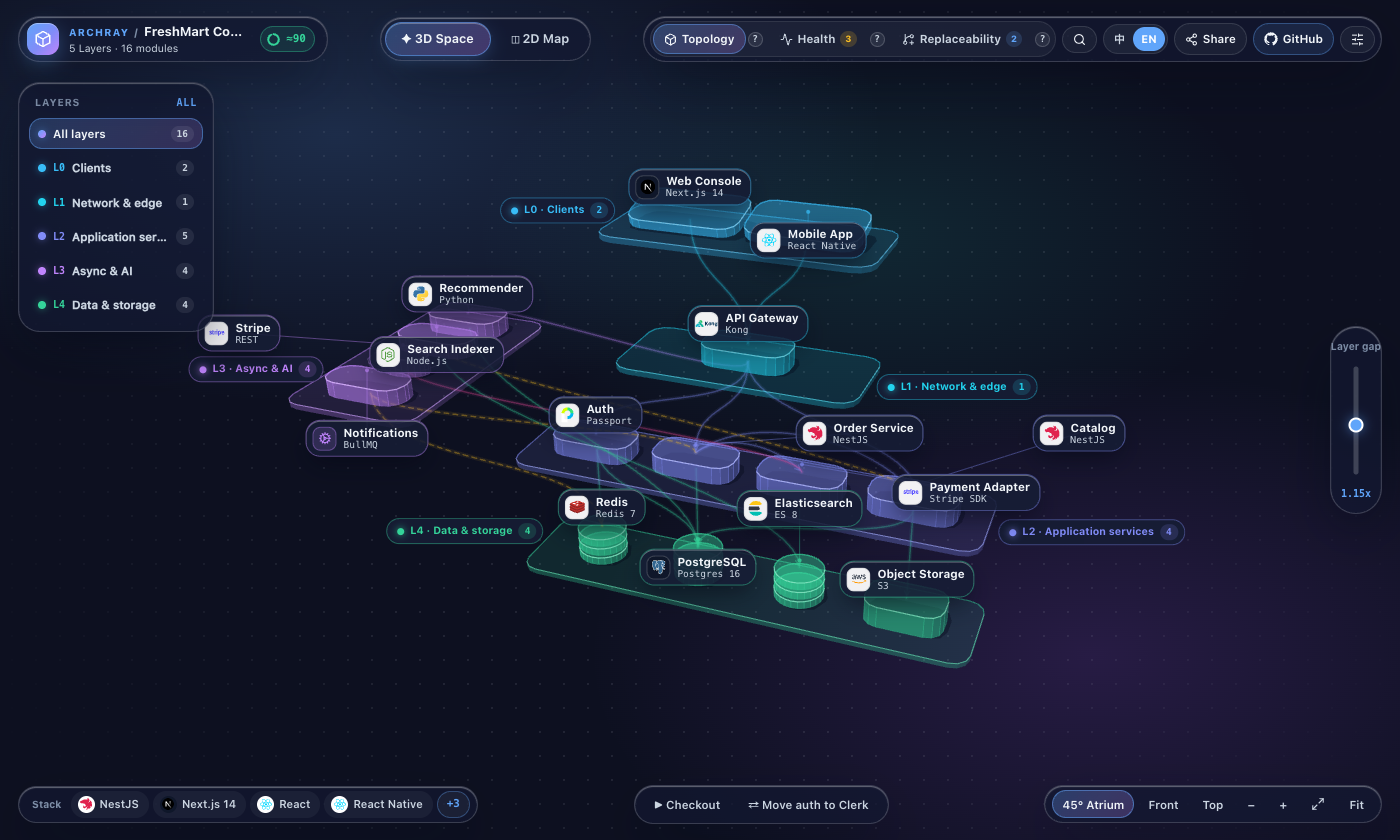 ARCHRAY / FreshMart Co...
5 Layers · 16 modules
≈90
3D Space
2D Map
Topology ?
Health 3 ?
Replaceability 2 ?
中 EN
Share
GitHub
LAYERS ALL
All layers 16
L0 Clients 2
L1 Network & edge 1
L2 Application ser... 5
L3 Async & AI 4
L4 Data & storage 4
Web Console
Next.js 14
L0 · Clients 2
Mobile App
React Native
Recommender
Python
API Gateway
Kong
Kong
stripe
Stripe
REST
Search Indexer
Node.js
L3 · Async & AI 4
L1 · Network & edge 1
Layer gap
1.15x
Auth
Passport
Notifications
BullMQ
Order Service
NestJS
Catalog
NestJS
stripe
Payment Adapter
Stripe SDK
Redis
Redis 7
Elasticsearch
ES 8
L4 · Data & storage 4
L2 · Application services 4
PostgreSQL
Postgres 16
aws
Object Storage
S3
Stack
NestJS
N
Next.js 14
React
React Native
+3
Checkout
Move auth to Clerk
45° Atrium
Front
Top
−
+
Fit